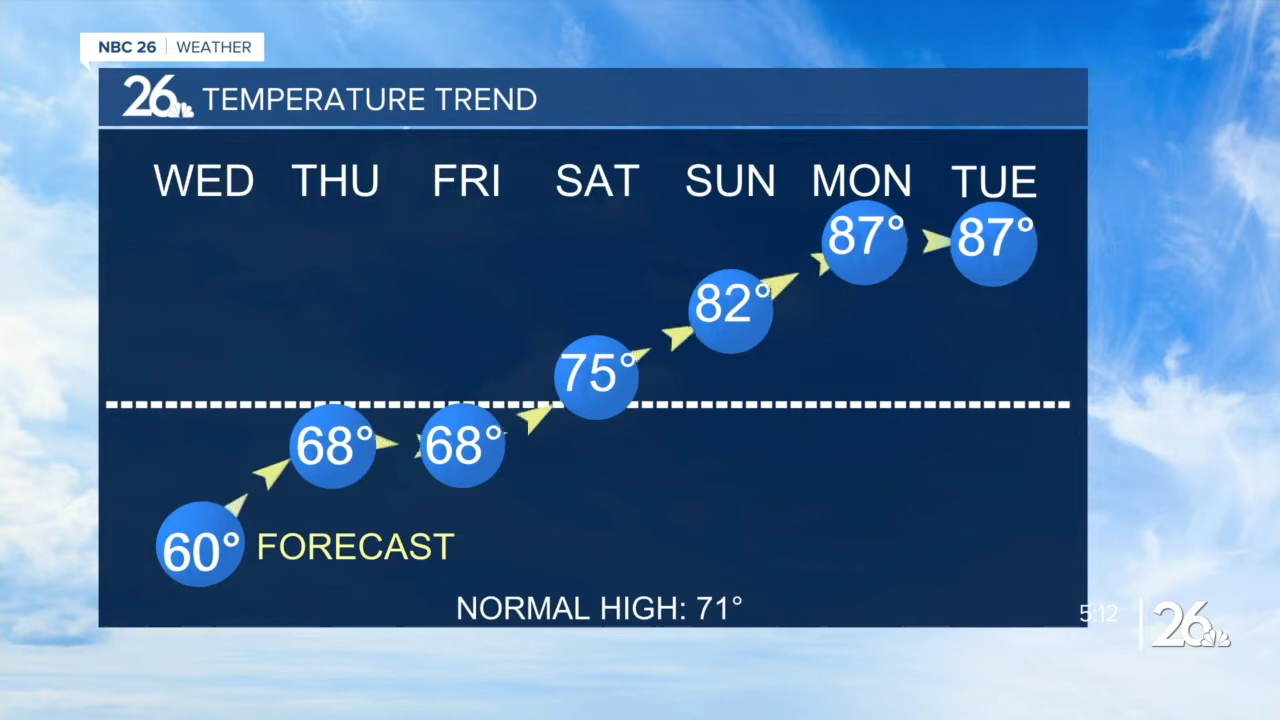 NBC 26 | WEATHER
26 TEMPERATURE TREND
WED THU FRI SAT SUN MON TUE
87° 87°
82°
75°
68° 68°
60° FORECAST
NORMAL HIGH: 71°
5:12 26